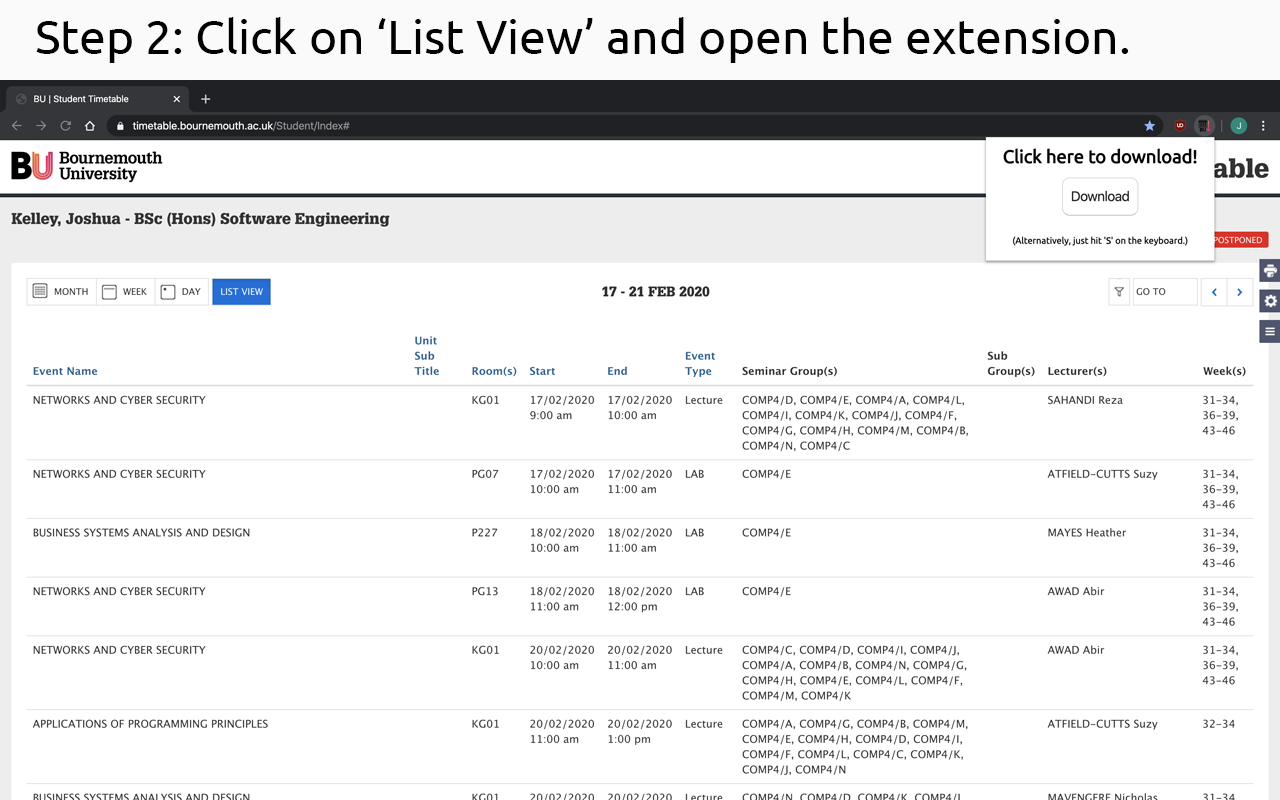 Step 2: Click on ‘List View’ and open the extension.
BU | Student Timetable
timetable.bournemouth.ac.uk/Student/Index#
J
BU Bournemouth
University
Click here to download!
Download
(Alternatively, just hit 'S' on the keyboard.)
able
Kelley, Joshua - BSc (Hons) Software Engineering
POSTPONED
MONTH WEEK DAY LIST VIEW
17 - 21 FEB 2020
GO TO
Unit
Sub
Title
Event Name
Room(s)
Start
End
Event
Type
Seminar Group(s)
Sub
Group(s)
Lecturer(s)
Week(s)
NETWORKS AND CYBER SECURITY KG01 17/02/2020 17/02/2020 Lecture COMP4/D, COMP4/E, COMP4/A, COMP4/L, SAHANDI Reza 31-34,
9:00 am 10:00 am COMP4/I, COMP4/K, COMP4/J, COMP4/F, 36-39,
COMP4/G, COMP4/H, COMP4/M, COMP4/B, 43-46
COMP4/N, COMP4/C
NETWORKS AND CYBER SECURITY PG07 17/02/2020 17/02/2020 LAB COMP4/E ATFIELD-CUTTS Suzy 31-34,
10:00 am 11:00 am 36-39,
43-46
BUSINESS SYSTEMS ANALYSIS AND DESIGN P227 18/02/2020 18/02/2020 LAB COMP4/E MAYES Heather 31-34,
10:00 am 11:00 am 36-39,
43-46
NETWORKS AND CYBER SECURITY PG13 18/02/2020 18/02/2020 LAB COMP4/E AWAD Abir 31-34,
11:00 am 12:00 pm 36-39,
43-46
NETWORKS AND CYBER SECURITY KG01 20/02/2020 20/02/2020 Lecture COMP4/C, COMP4/D, COMP4/I, COMP4/J, AWAD Abir 31-34,
10:00 am 11:00 am COMP4/A, COMP4/B, COMP4/N, COMP4/G, 36-39,
COMP4/H, COMP4/E, COMP4/L, COMP4/F, 43-46
COMP4/M, COMP4/K
APPLICATIONS OF PROGRAMMING PRINCIPLES KG01 20/02/2020 20/02/2020 Lecture COMP4/A, COMP4/G, COMP4/B, COMP4/M, ATFIELD-CUTTS Suzy 32-34
11:00 am 1:00 pm COMP4/E, COMP4/H, COMP4/D, COMP4/I,
COMP4/F, COMP4/L, COMP4/C, COMP4/K,
COMP4/J, COMP4/N
BUSINESS SYSTEMS ANALYSIS AND DESIGN KG01 20/02/2020 20/02/2020 Lecture COMP4/N, COMP4/D, COMP4/K, COMP4/L, MAVENGERE Nicholas 31-34,